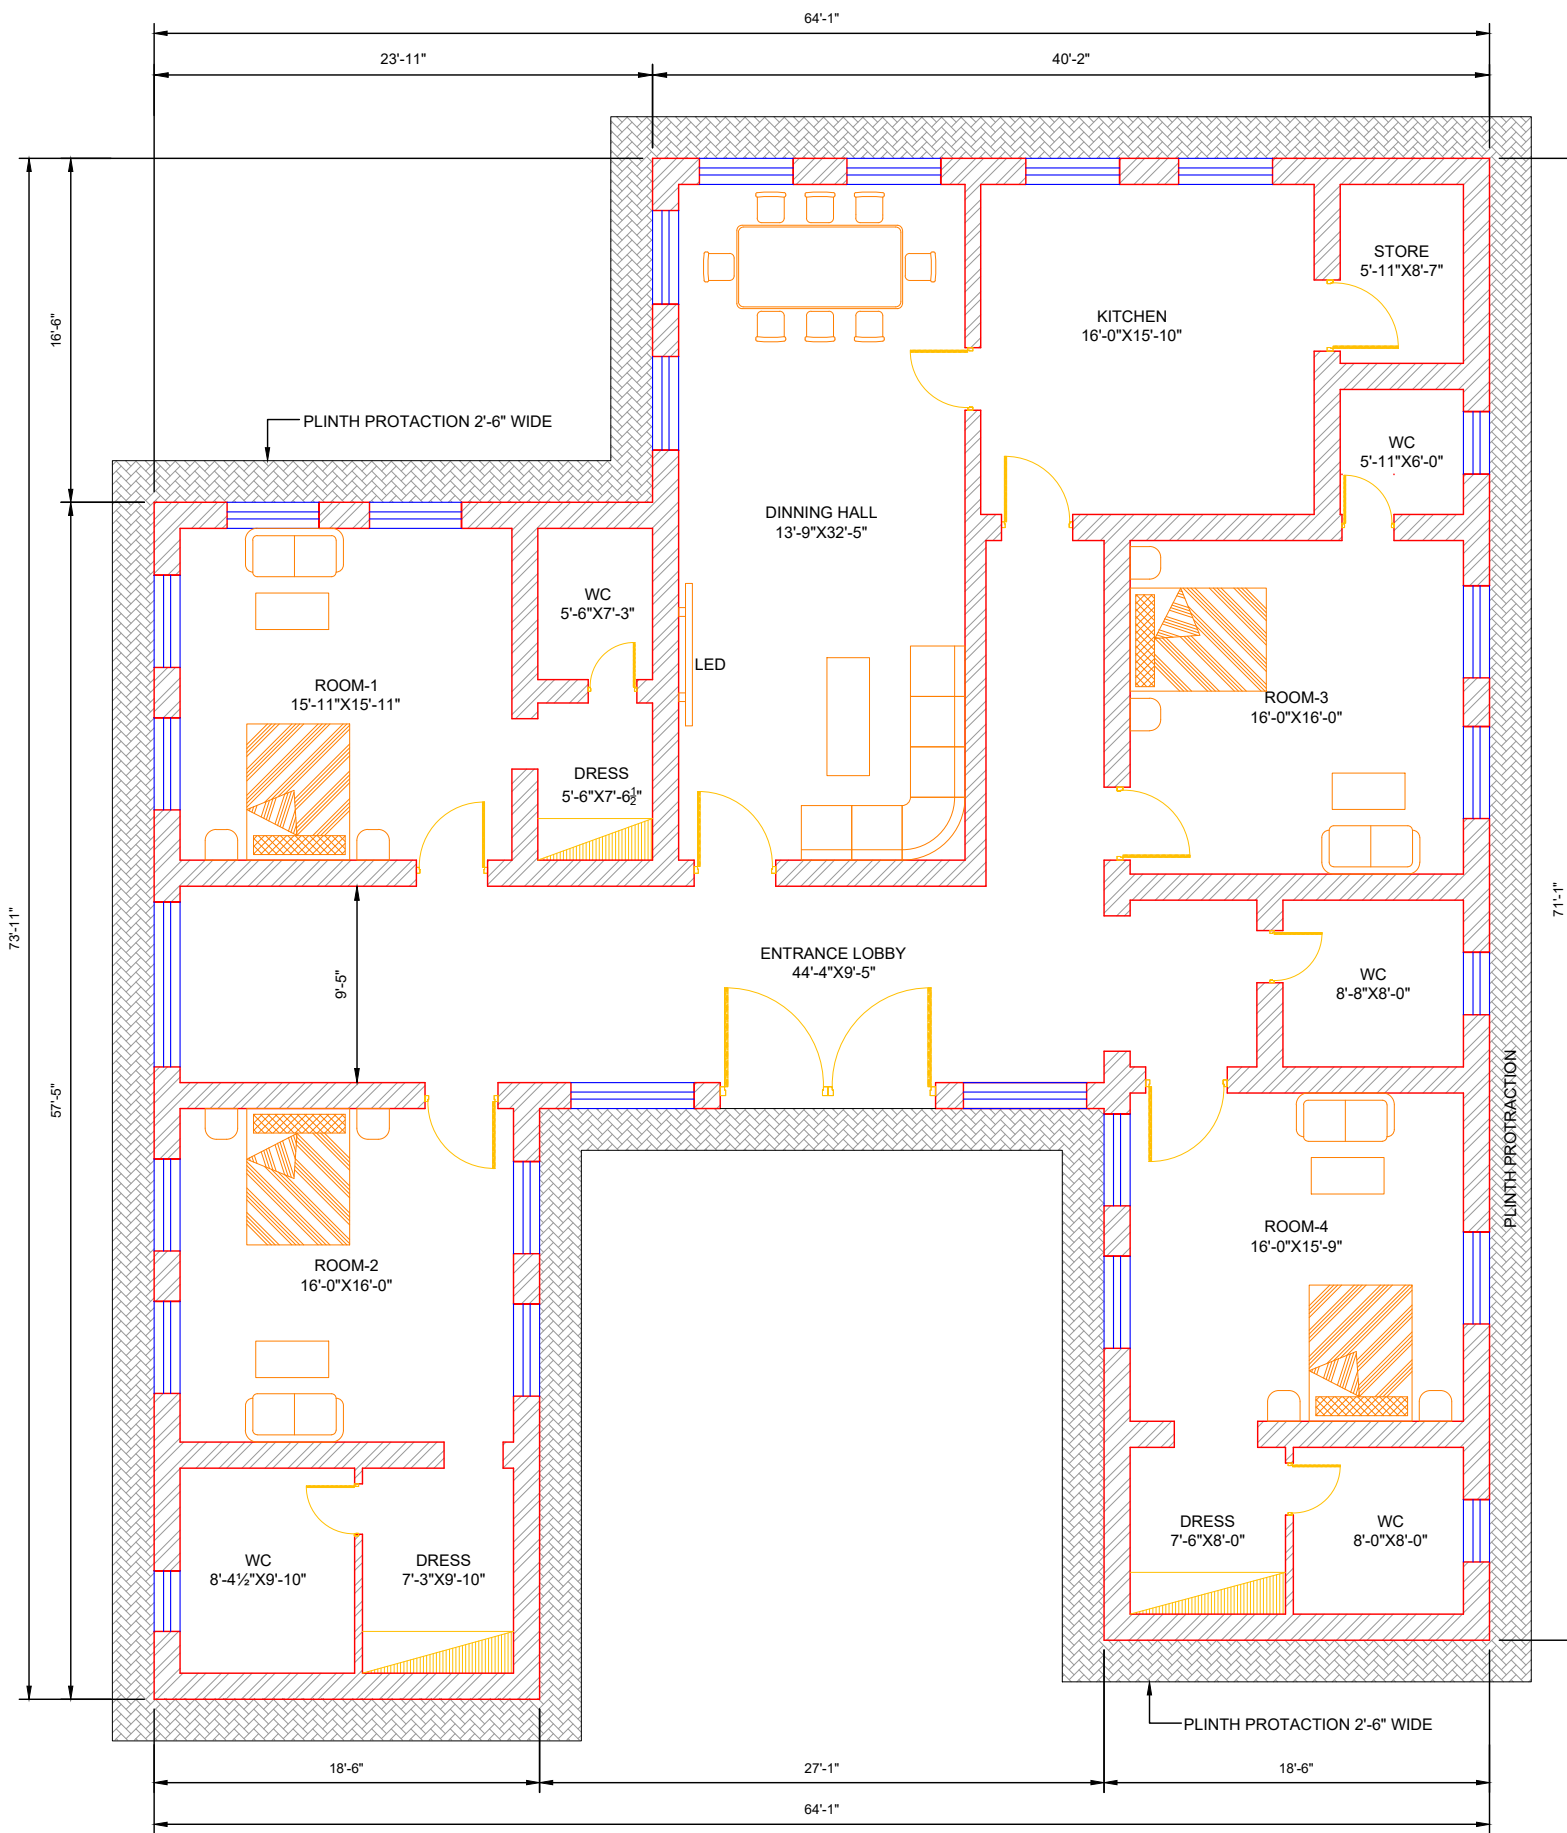 64'-1"
23'-11"
40'-2"
STORE
5'-11"X8'-7"
KITCHEN
16'-0"X15'-10"
16'-6"
PLINTH PROTACTION 2'-6" WIDE
WC
5'-11"X6'-0"
DINNING HALL
13'-9"X32'-5"
WC
5'-6"X7'-3"
LED
ROOM-1
15'-11"X15'-11"
ROOM-3
16'-0"X16'-0"
DRESS
5'-6"X7'-6½"
73'-11"
71'-1"
9'-5"
ENTRANCE LOBBY
44'-4"X9'-5"
WC
8'-8"X8'-0"
57'-5"
PLINTH PROTRACTION
ROOM-4
16'-0"X15'-9"
ROOM-2
16'-0"X16'-0"
DRESS
7'-6"X8'-0"
WC
8'-0"X8'-0"
WC
8'-4½"X9'-10"
DRESS
7'-3"X9'-10"
PLINTH PROTACTION 2'-6" WIDE
18'-6"
27'-1"
18'-6"
64'-1"